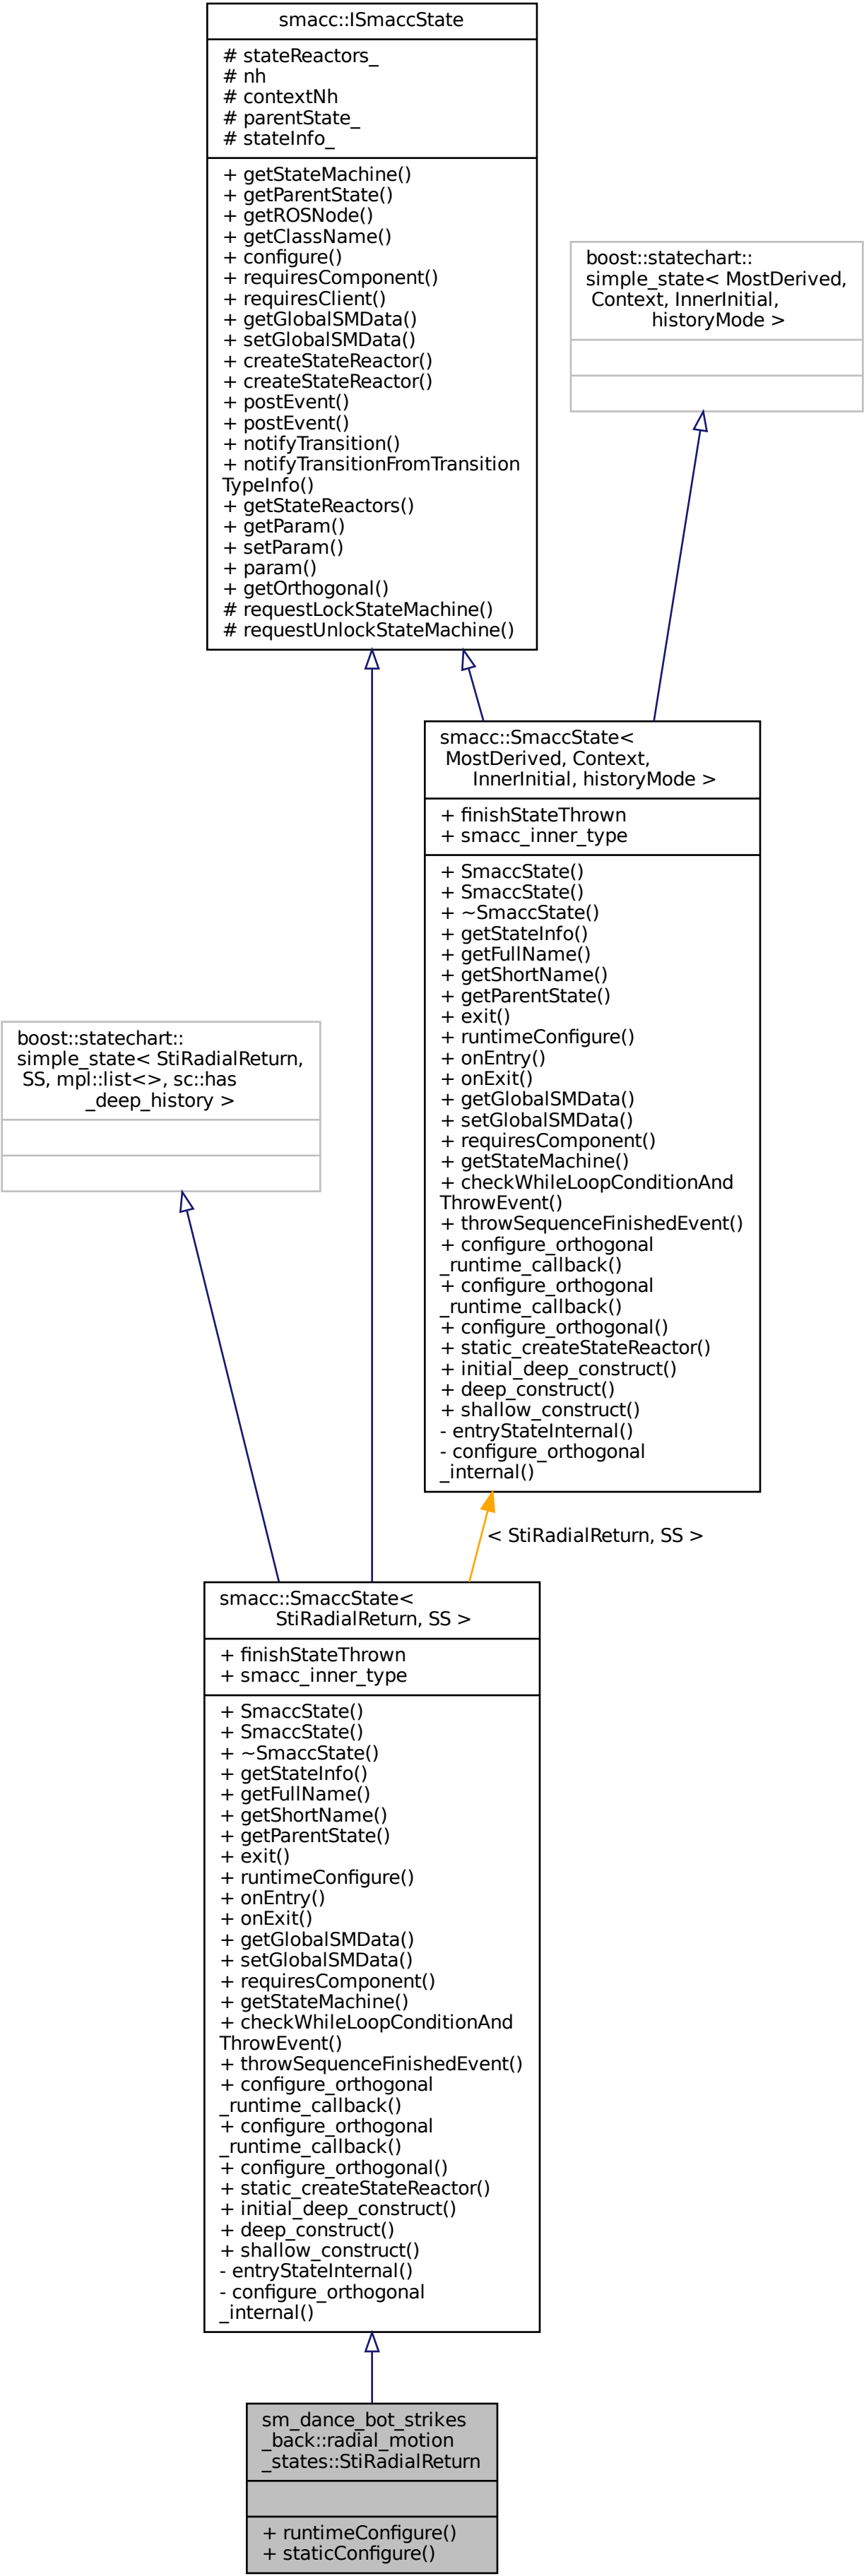 smacc::ISmaccState
# stateReactors_
# nh
# contextNh
# parentState_
# stateInfo_
+ getStateMachine()
+ getParentState()
+ getROSNode()
+ getClassName()
+ configure()
+ requiresComponent()
+ requiresClient()
+ getGlobalSMData()
+ setGlobalSMData()
+ createStateReactor()
+ createStateReactor()
+ postEvent()
+ postEvent()
+ notifyTransition()
+ notifyTransitionFromTransition
TypeInfo()
+ getStateReactors()
+ getParam()
+ setParam()
+ param()
+ getOrthogonal()
# requestLockStateMachine()
# requestUnlockStateMachine()
boost::statechart::
simple_state< MostDerived,
Context, InnerInitial,
historyMode >
smacc::SmaccState<
MostDerived, Context,
InnerInitial, historyMode >
+ finishStateThrown
+ smacc_inner_type
+ SmaccState()
+ SmaccState()
+ ~SmaccState()
+ getStateInfo()
+ getFullName()
+ getShortName()
+ getParentState()
+ exit()
+ runtimeConfigure()
+ onEntry()
+ onExit()
+ getGlobalSMData()
+ setGlobalSMData()
+ requiresComponent()
+ getStateMachine()
+ checkWhileLoopConditionAnd
ThrowEvent()
+ throwSequenceFinishedEvent()
+ configure_orthogonal
_runtime_callback()
+ configure_orthogonal
_runtime_callback()
+ configure_orthogonal()
+ static_createStateReactor()
+ initial_deep_construct()
+ deep_construct()
+ shallow_construct()
- entryStateInternal()
- configure_orthogonal
_internal()
boost::statechart::
simple_state< StiRadialReturn,
SS, mpl::list<>, sc::has
_deep_history >
< StiRadialReturn, SS >
smacc::SmaccState<
StiRadialReturn, SS >
+ finishStateThrown
+ smacc_inner_type
+ SmaccState()
+ SmaccState()
+ ~SmaccState()
+ getStateInfo()
+ getFullName()
+ getShortName()
+ getParentState()
+ exit()
+ runtimeConfigure()
+ onEntry()
+ onExit()
+ getGlobalSMData()
+ setGlobalSMData()
+ requiresComponent()
+ getStateMachine()
+ checkWhileLoopConditionAnd
ThrowEvent()
+ throwSequenceFinishedEvent()
+ configure_orthogonal
_runtime_callback()
+ configure_orthogonal
_runtime_callback()
+ configure_orthogonal()
+ static_createStateReactor()
+ initial_deep_construct()
+ deep_construct()
+ shallow_construct()
- entryStateInternal()
- configure_orthogonal
_internal()
sm_dance_bot_strikes
_back::radial_motion
_states::StiRadialReturn
+ runtimeConfigure()
+ staticConfigure()